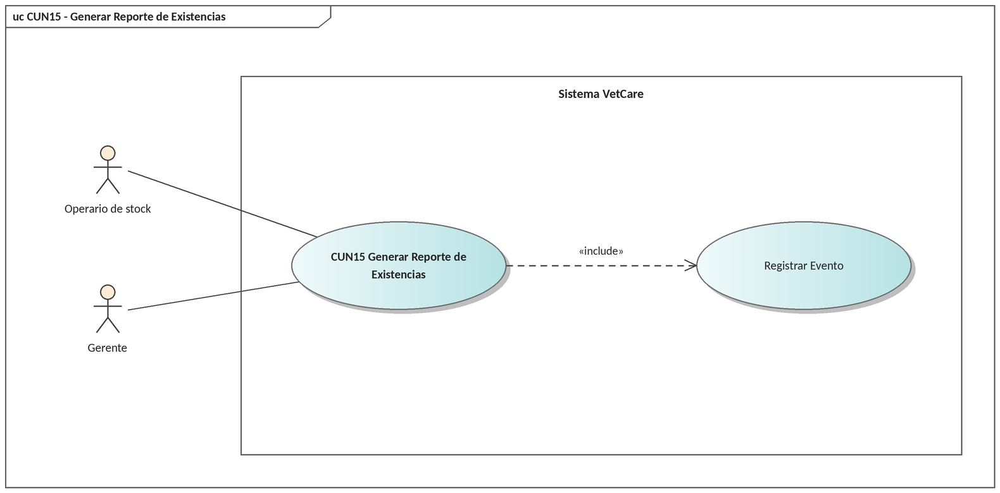 uc CUN15 - Generar Reporte de Existencias
Sistema VetCare
Operario de stock
CUN15 Generar Reporte de
Existencias
«include»
Registrar Evento
Gerente